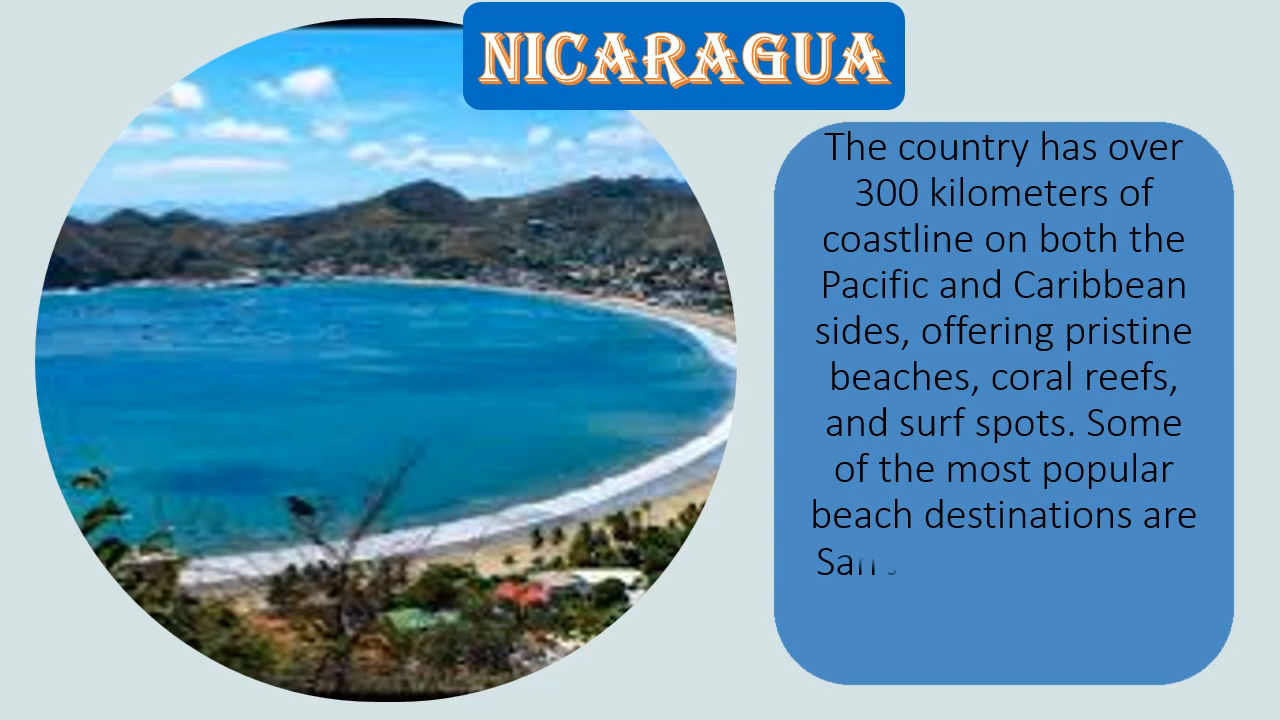 NICARAGUA
The country has over
300 kilometers of
coastline on both the
Pacific and Caribbean
sides, offering pristine
beaches, coral reefs,
and surf spots. Some
of the most popular
beach destinations are
San